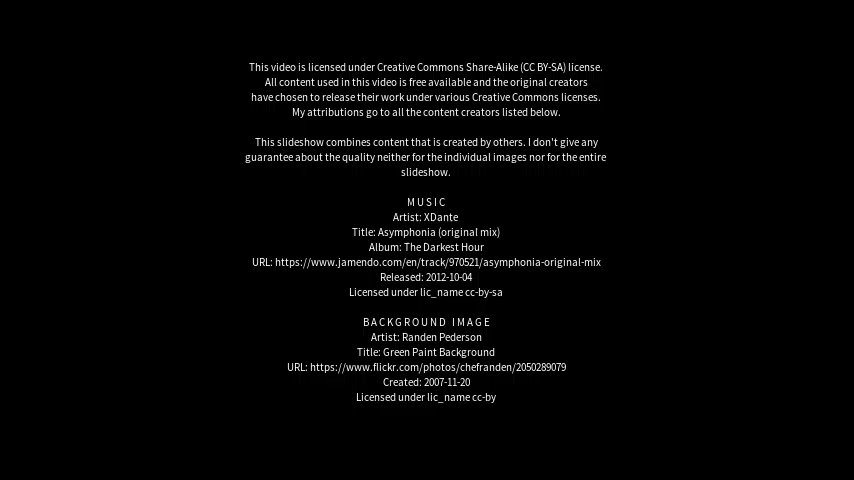 This video is licensed under Creative Commons Share-Alike (CC BY-SA) license.
All content used in this video is free available and the original creators
have chosen to release their work under various Creative Commons licenses.
My attributions go to all the content creators listed below.
This slideshow combines content that is created by others. I don't give any
guarantee about the quality neither for the individual images nor for the entire
slideshow.
MUSIC
Artist: XDante
Title: Asymphonia (original mix)
Album: The Darkest Hour
URL: https://www.jamendo.com/en/track/970521/asymphonia-original-mix
Released: 2012-10-04
Licensed under lic_name cc-by-sa
BACKGROUND IMAGE
Artist: Randen Pederson
Title: Green Paint Background
URL: https://www.flickr.com/photos/chefranden/2050289079
Created: 2007-11-20
Licensed under lic_name cc-by